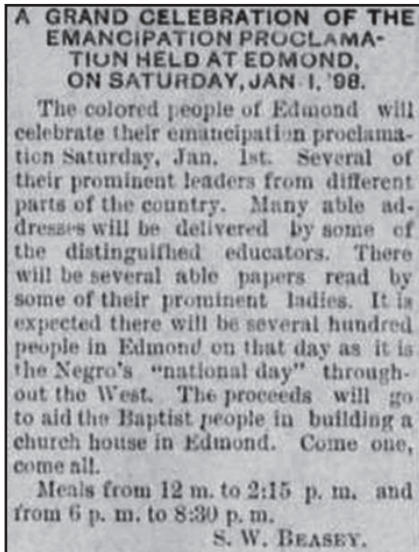 A GRAND CELEBRATION OF THE
EMANCIPATION PROCLAMA-
TION HELD AT EDMOND,
ON SATURDAY, JAN 1, '98.
The colored people of Edmond will
celebrate their emancipation proclama-
tion Saturday, Jan. 1st. Several of
their prominent leaders from different
parts of the country. Many able ad-
dresses will be delivered by some of
the distinguifhed educators. There
will be several able papers read by
some of their prominent ladies. It is
expected there will be several hundred
people in Edmond on that day as it is
the Negro's "national day" through-
out the West. The proceeds will go
to aid the Baptist people in building a
church house in Edmond. Come one,
come all.
Meals from 12 m. to 2:15 p. m. and
from 6 p. m. to 8:30 p. m.
S. W. BEASEY.